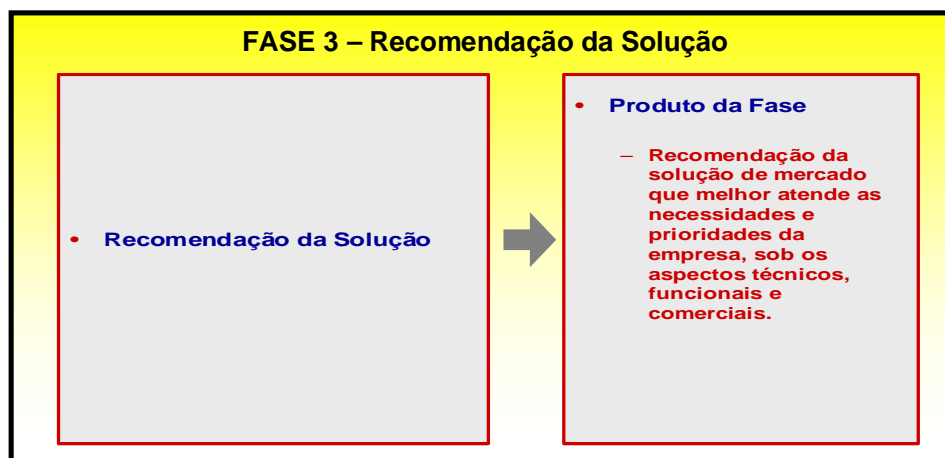 FASE 3 – Recomendação da Solução
• Recomendação da Solução
• Produto da Fase
– Recomendação da
solução de mercado
que melhor atende as
necessidades e
prioridades da
empresa, sob os
aspectos técnicos,
funcionais e
comerciais.